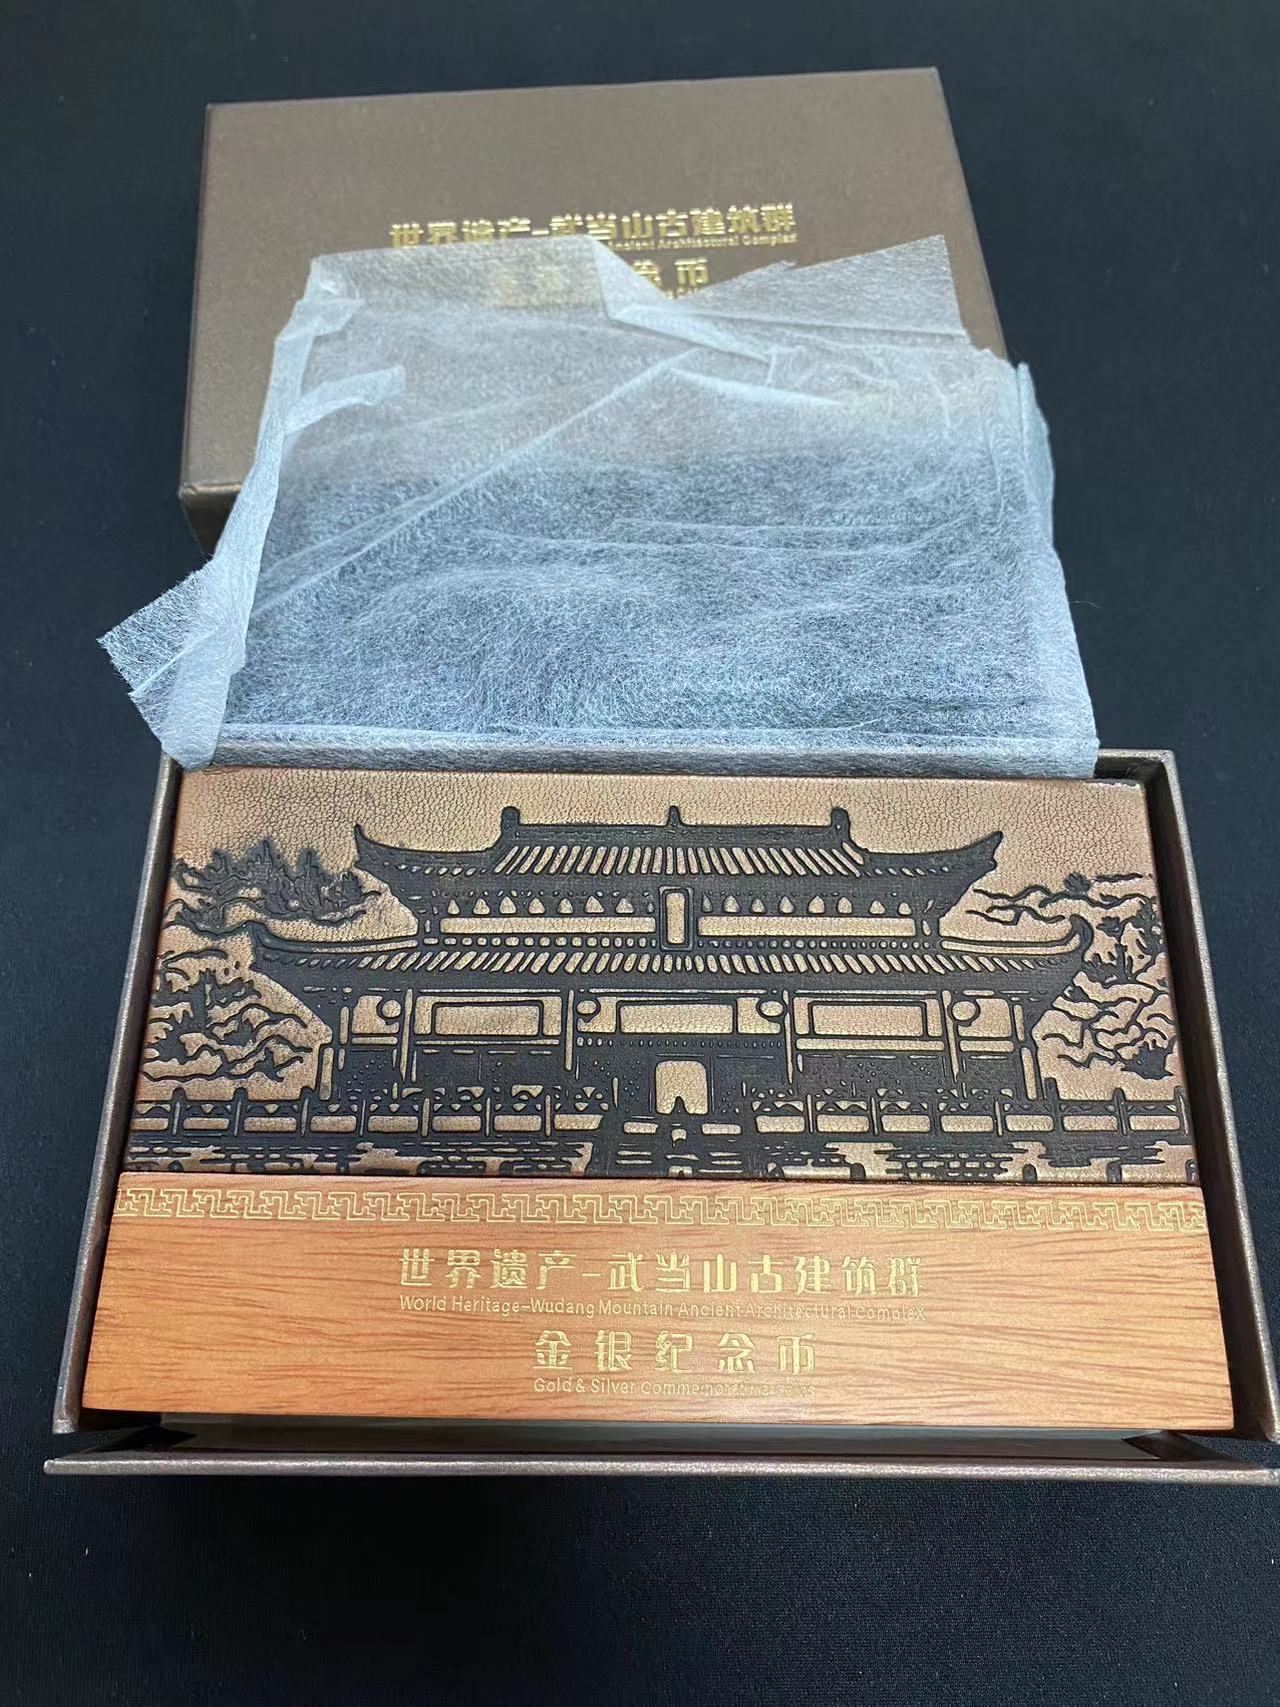 世界遗产-武当山古建筑群
Ancient Architectural Complex
念币
世界遗产-武当山古建筑群
World Heritage-Wudang Mountain Ancient Architectural Complex
金银纪念币
Gold & Silver Commemorative Coins